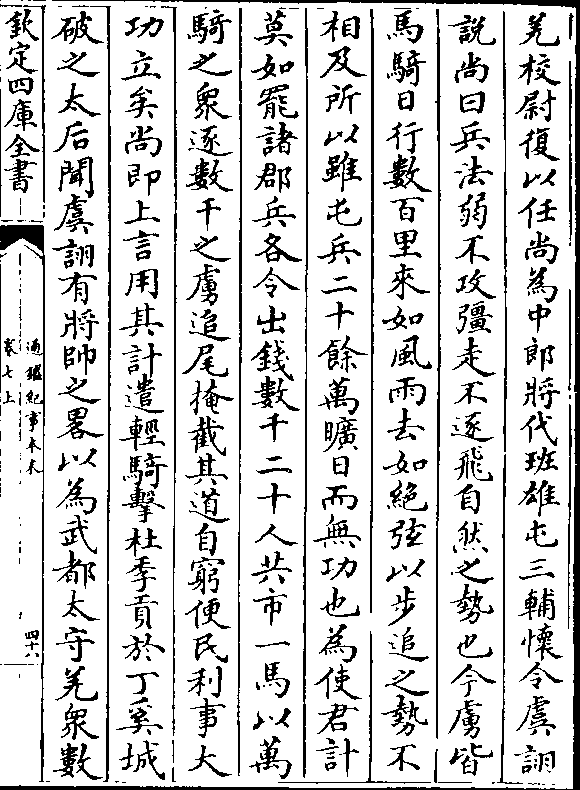 羌校尉復以任尚為中郎將代班雄屯三輔懷令虞詡
説尚曰兵法弱不攻彊走不逐飛自然之勢也今虜皆
馬騎日行數百里來如風雨去如絶弦以步追之勢不
相及所以雖屯兵二十餘萬曠日而無功也為使君計
莫如罷諸郡兵各令出錢數千二十人共市一馬以萬
騎之衆逐數千之虜追尾掩截其道自窮便民利事大
功立矣尚即上言用其計遣輕騎擊杜季貢於丁奚城
破之太后聞虞詡有將帥之畧以為武都太守羌衆數
欽定四庫全書
通鑑紀事本末
卷七上
四十六